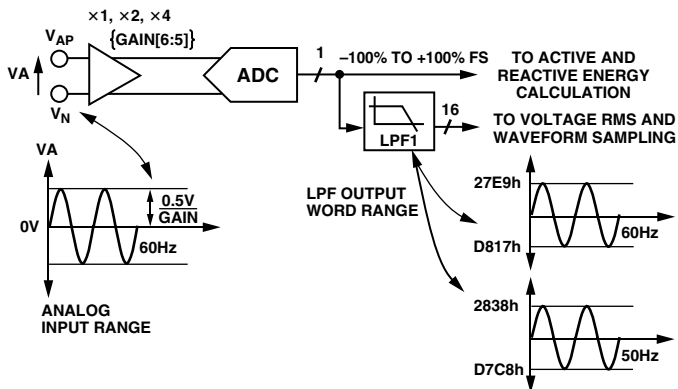 ×1, ×2, ×4
{GAIN[6:5]}
VAP
VA
VN
ADC
1
–100% TO +100% FS
TO ACTIVE AND
REACTIVE ENERGY
CALCULATION
16
LPF1
TO VOLTAGE RMS AND
WAVEFORM SAMPLING
VA
0.5V
GAIN
0V
60Hz
ANALOG
INPUT RANGE
LPF OUTPUT
WORD RANGE
27E9h
60Hz
D817h
2838h
50Hz
D7C8h